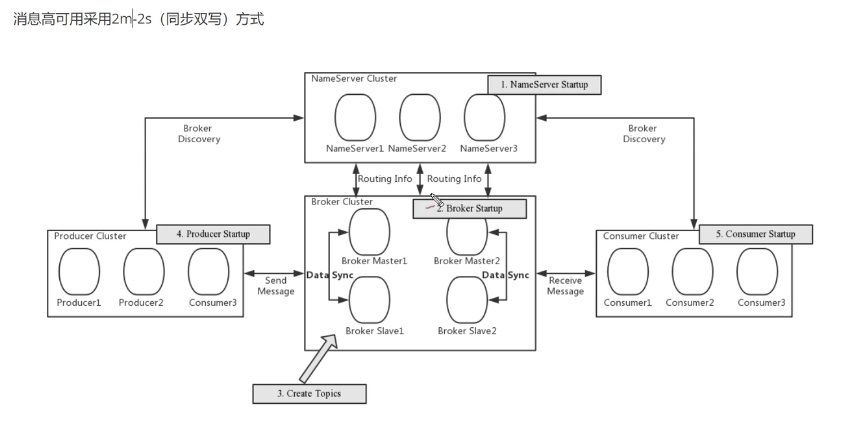 消息高可用采用2m-2s（同步双写）方式
NameServer Cluster
1. NameServer Startup
NameServer1 NameServer2 NameServer3
Broker
Discovery
Broker
Discovery
Routing Info Routing Info
Broker Cluster
2. Broker Startup
Producer Cluster
4. Producer Startup
Consumer Cluster
5. Consumer Startup
Broker Master1 Broker Master2
Data Sync Data Sync
Send
Message
Receive
Message
Producer1 Producer2 Consumer3
Consumer1 Consumer2 Consumer3
Broker Slave1 Broker Slave2
3. Create Topics